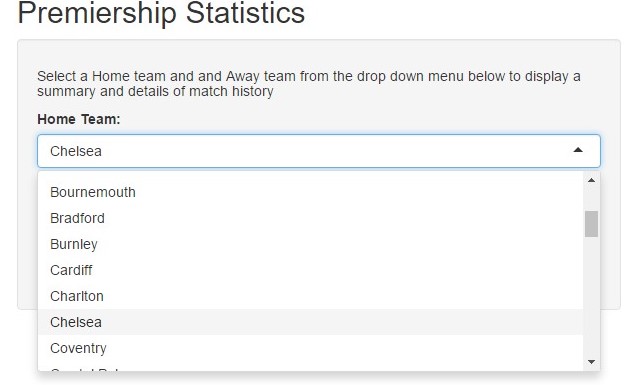 Premiership Statistics
Select a Home team and and Away team from the drop down menu below to display a
summary and details of match history
Home Team:
Chelsea
Bournemouth
Bradford
Burnley
Cardiff
Charlton
Chelsea
Coventry